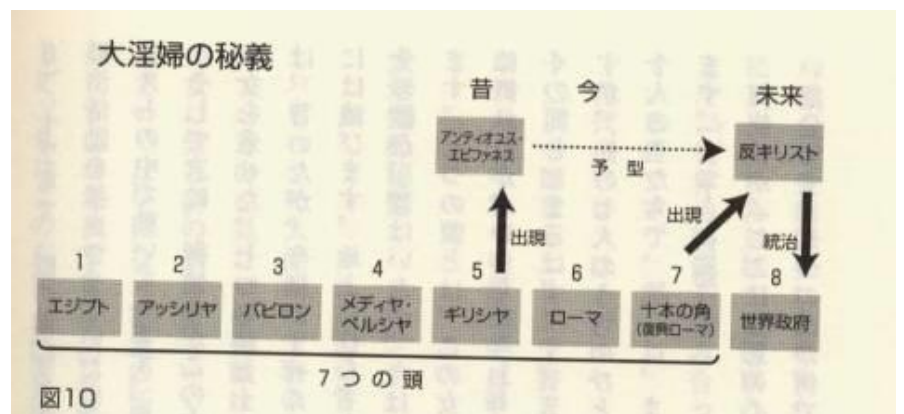 大淫婦の秘義
昔
今
未来
アンティオコス・
エピファネス
予型
反キリスト
出現
出現
統治
1
2
3
4
5
6
7
8
エジプト
アッシリヤ
バビロン
メディヤ・
ペルシヤ
ギリシヤ
ローマ
十本の角
(復興ローマ)
世界政府
7つの頭
図10